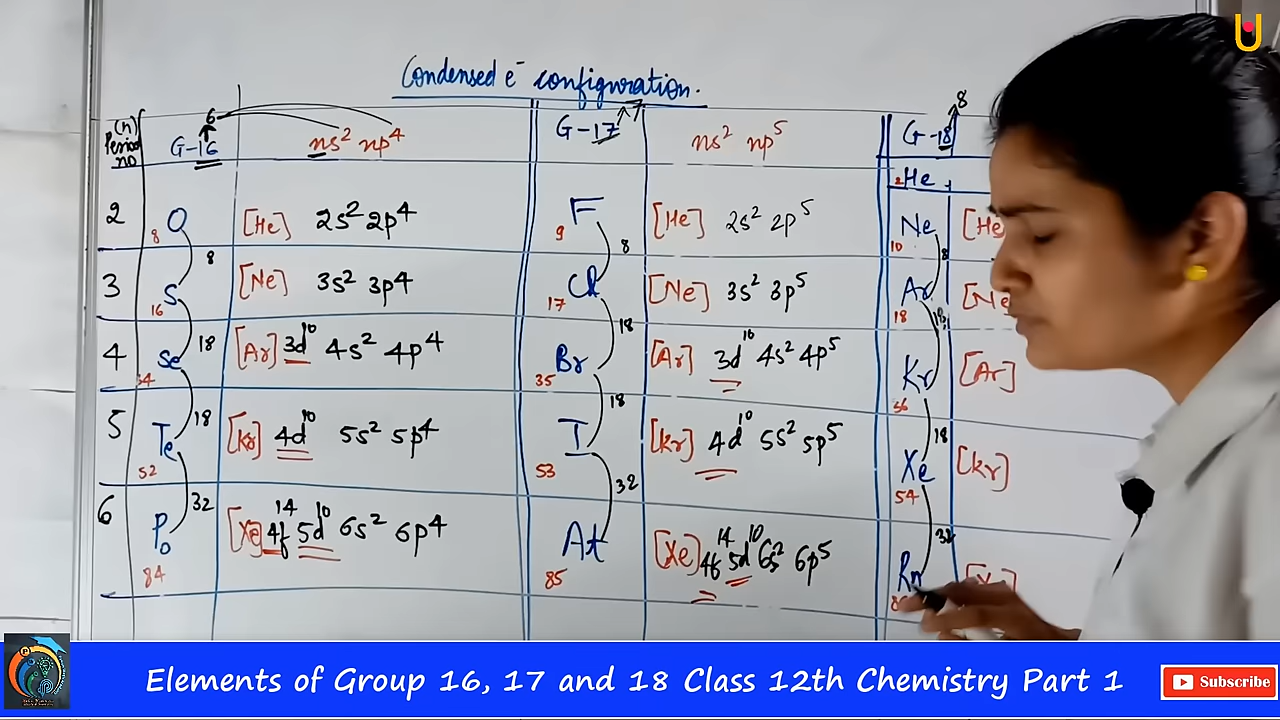 Condensed e⁻ configuration.
(n) Period no G-16 6 ns² np⁴ G-17 7 ns² np⁵ G-18 8
2He
2 O 8 [He] 2s² 2p⁴ F 9 [He] 2s² 2p⁵ Ne 10 [He]
8 8 8
3 S 16 [Ne] 3s² 3p⁴ Cl 17 [Ne] 3s² 3p⁵ Ar 18 [Ne]
18 18 18
4 Se 34 [Ar] 3d¹⁰ 4s² 4p⁴ Br 35 [Ar] 3d¹⁰ 4s² 4p⁵ Kr 36 [Ar]
18 18 18
5 Te 52 [Kr] 4d¹⁰ 5s² 5p⁴ I 53 [kr] 4d¹⁰ 5s² 5p⁵ Xe 54 [kr]
32 32 32
6 Po 84 [Xe] 4f¹⁴ 5d¹⁰ 6s² 6p⁴ At 85 [Xe] 4f¹⁴ 5d¹⁰ 6s² 6p⁵ Rn
Elements of Group 16, 17 and 18 Class 12th Chemistry Part 1
Subscribe